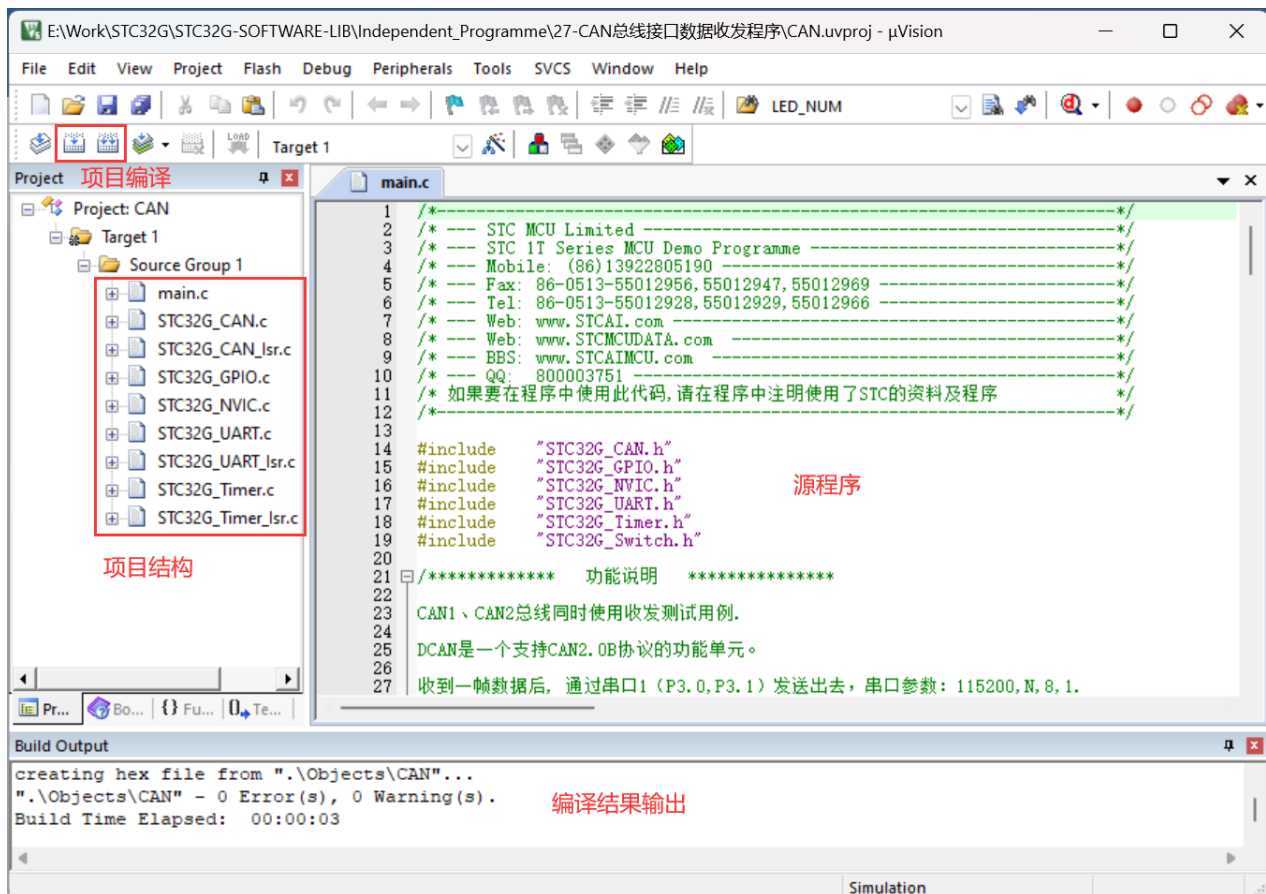 E:\Work\STC32G\STC32G-SOFTWARE-LIB\Independent_Programme\27-CAN总线接口数据收发程序\CAN.uvproj - µVision
File Edit View Project Flash Debug Peripherals Tools SVCS Window Help
LED_NUM
LOAD Target 1
Project 项目编译
main.c
Project: CAN
Target 1
Source Group 1
main.c
STC32G_CAN.c
STC32G_CAN_Isr.c
STC32G_GPIO.c
STC32G_NVIC.c
STC32G_UART.c
STC32G_UART_Isr.c
STC32G_Timer.c
STC32G_Timer_Isr.c
项目结构
1 /*---------------------------------------------------------------------*/
2 /* --- STC MCU Limited ------------------------------------------------*/
3 /* --- STC 1T Series MCU Demo Programme -------------------------------*/
4 /* --- Mobile: (86)13922805190 ----------------------------------------*/
5 /* --- Fax: 86-0513-55012956,55012947,55012969 ------------------------*/
6 /* --- Tel: 86-0513-55012928,55012929,55012966 ------------------------*/
7 /* --- Web: www.STCAI.com ---------------------------------------------*/
8 /* --- Web: www.STCMCUDATA.com  ---------------------------------------*/
9 /* --- BBS: www.STCAIMCU.com  -----------------------------------------*/
10 /* --- QQ:  800003751 -------------------------------------------------*/
11 /* 如果要在程序中使用此代码,请在程序中注明使用了STC的资料及程序            */
12 /*---------------------------------------------------------------------*/
13
14 #include "STC32G_CAN.h"
15 #include "STC32G_GPIO.h"
16 #include "STC32G_NVIC.h"
17 #include "STC32G_UART.h"
18 #include "STC32G_Timer.h"
19 #include "STC32G_Switch.h"
源程序
20
21 /************* 功能说明 ***************
22
23 CAN1、CAN2总线同时使用收发测试用例.
24
25 DCAN是一个支持CAN2.0B协议的功能单元。
26
27 收到一帧数据后, 通过串口1（P3.0,P3.1）发送出去，串口参数：115200,N,8,1.
Pr... Bo... {} Fu... Te...
Build Output
creating hex file from ".\Objects\CAN"...
".\Objects\CAN" - 0 Error(s), 0 Warning(s).
Build Time Elapsed:  00:00:03
编译结果输出
Simulation